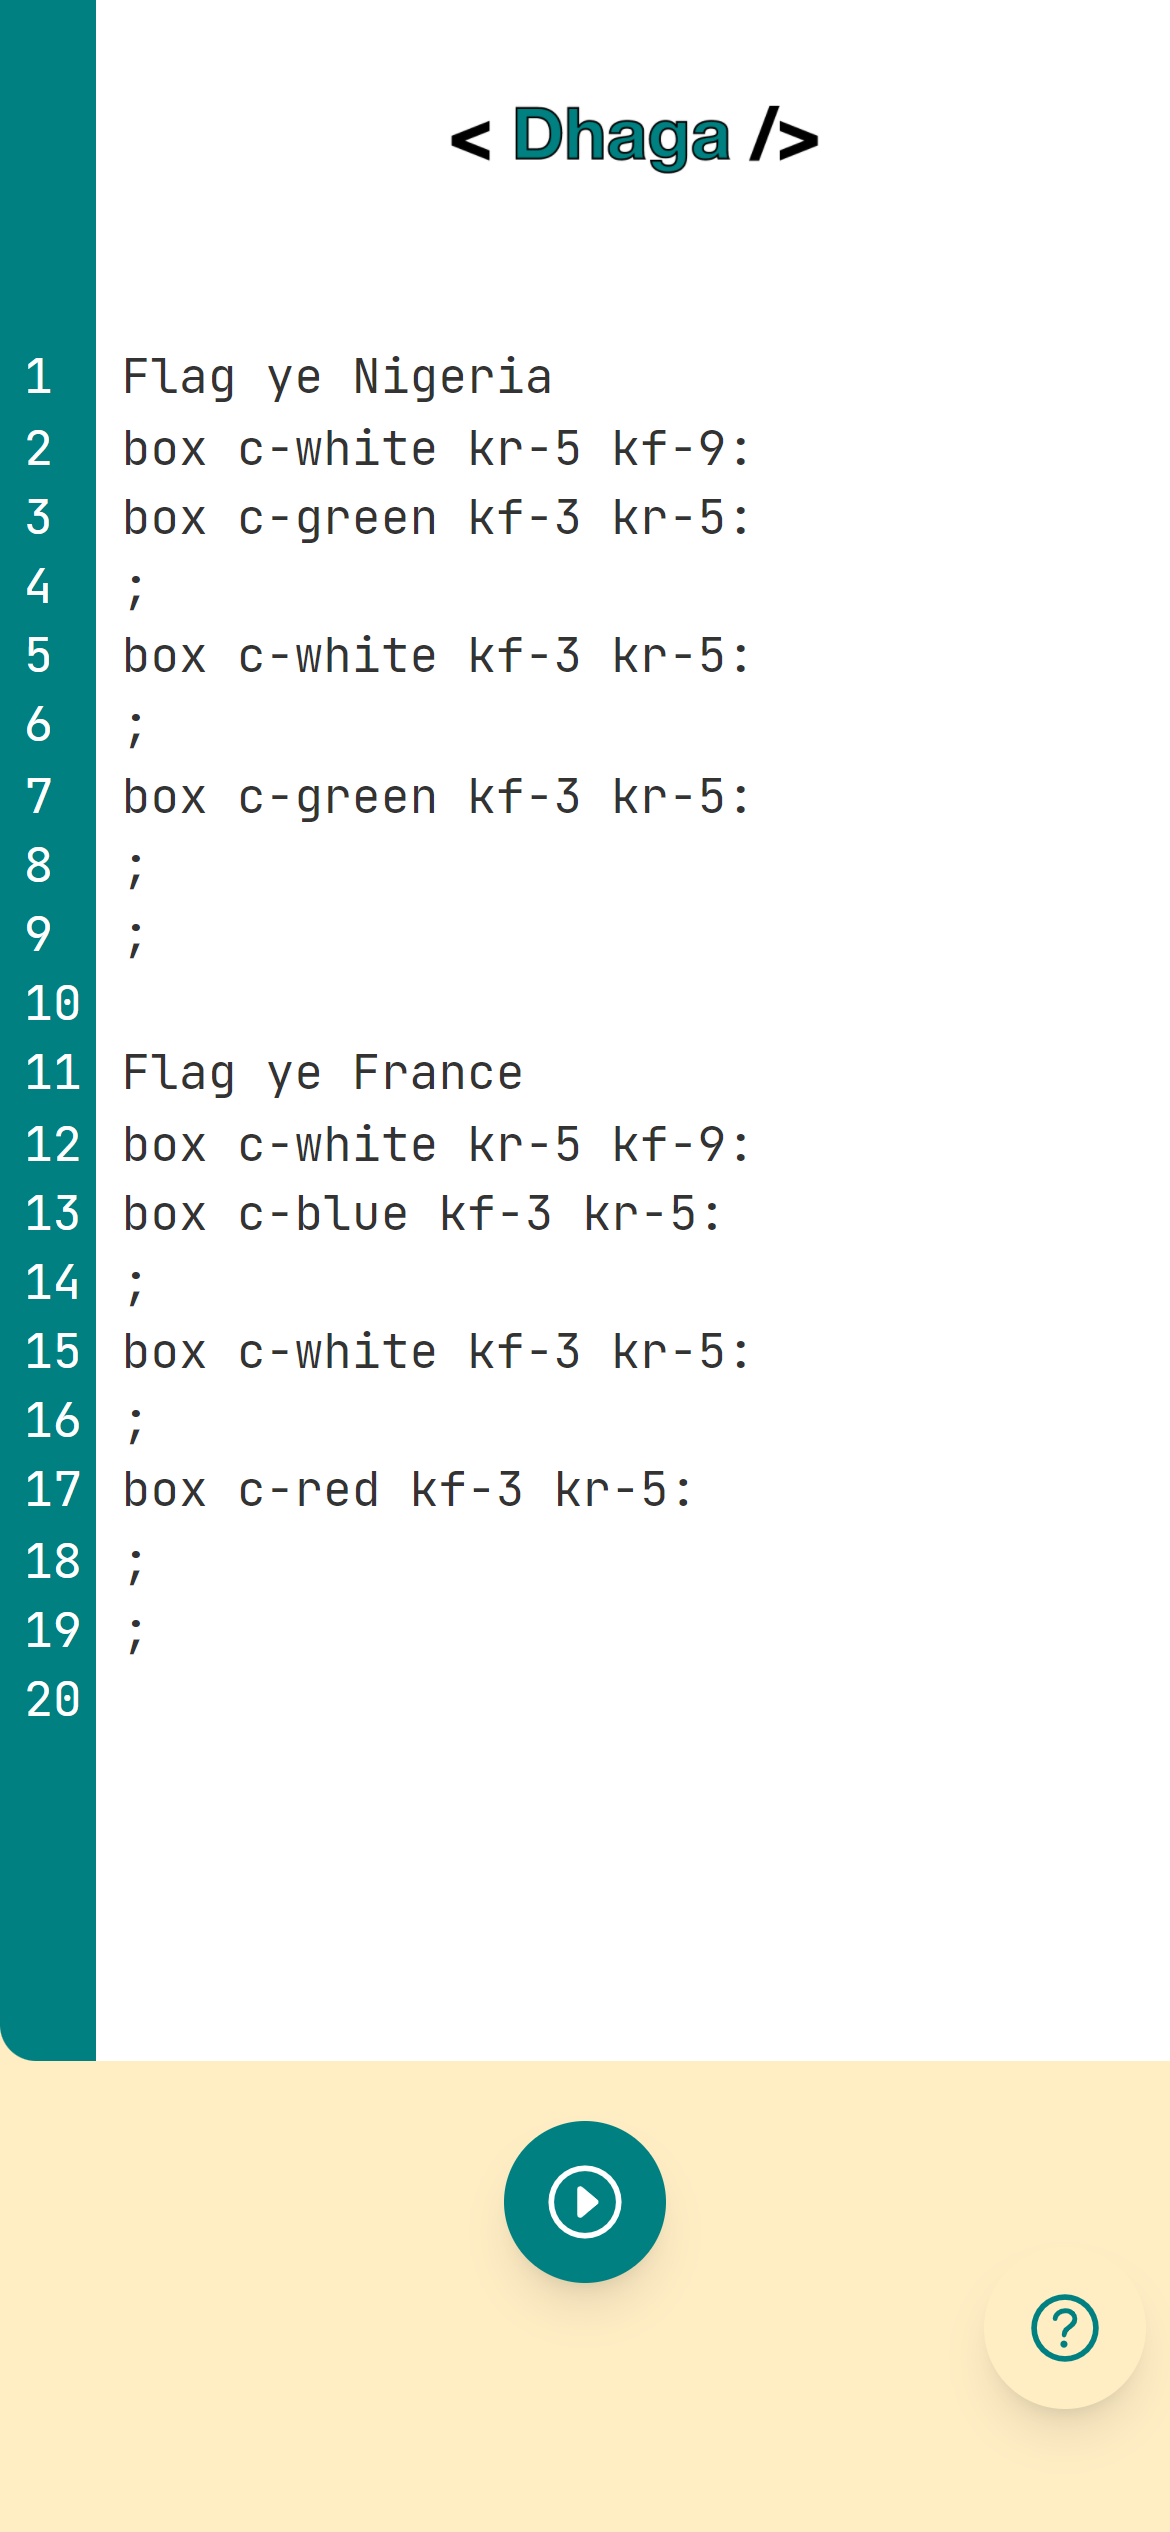 < Dhaga />
1 Flag ye Nigeria
2 box c-white kr-5 kf-9:
3 box c-green kf-3 kr-5:
4 ;
5 box c-white kf-3 kr-5:
6 ;
7 box c-green kf-3 kr-5:
8 ;
9 ;
10
11 Flag ye France
12 box c-white kr-5 kf-9:
13 box c-blue kf-3 kr-5:
14 ;
15 box c-white kf-3 kr-5:
16 ;
17 box c-red kf-3 kr-5:
18 ;
19 ;
20
?